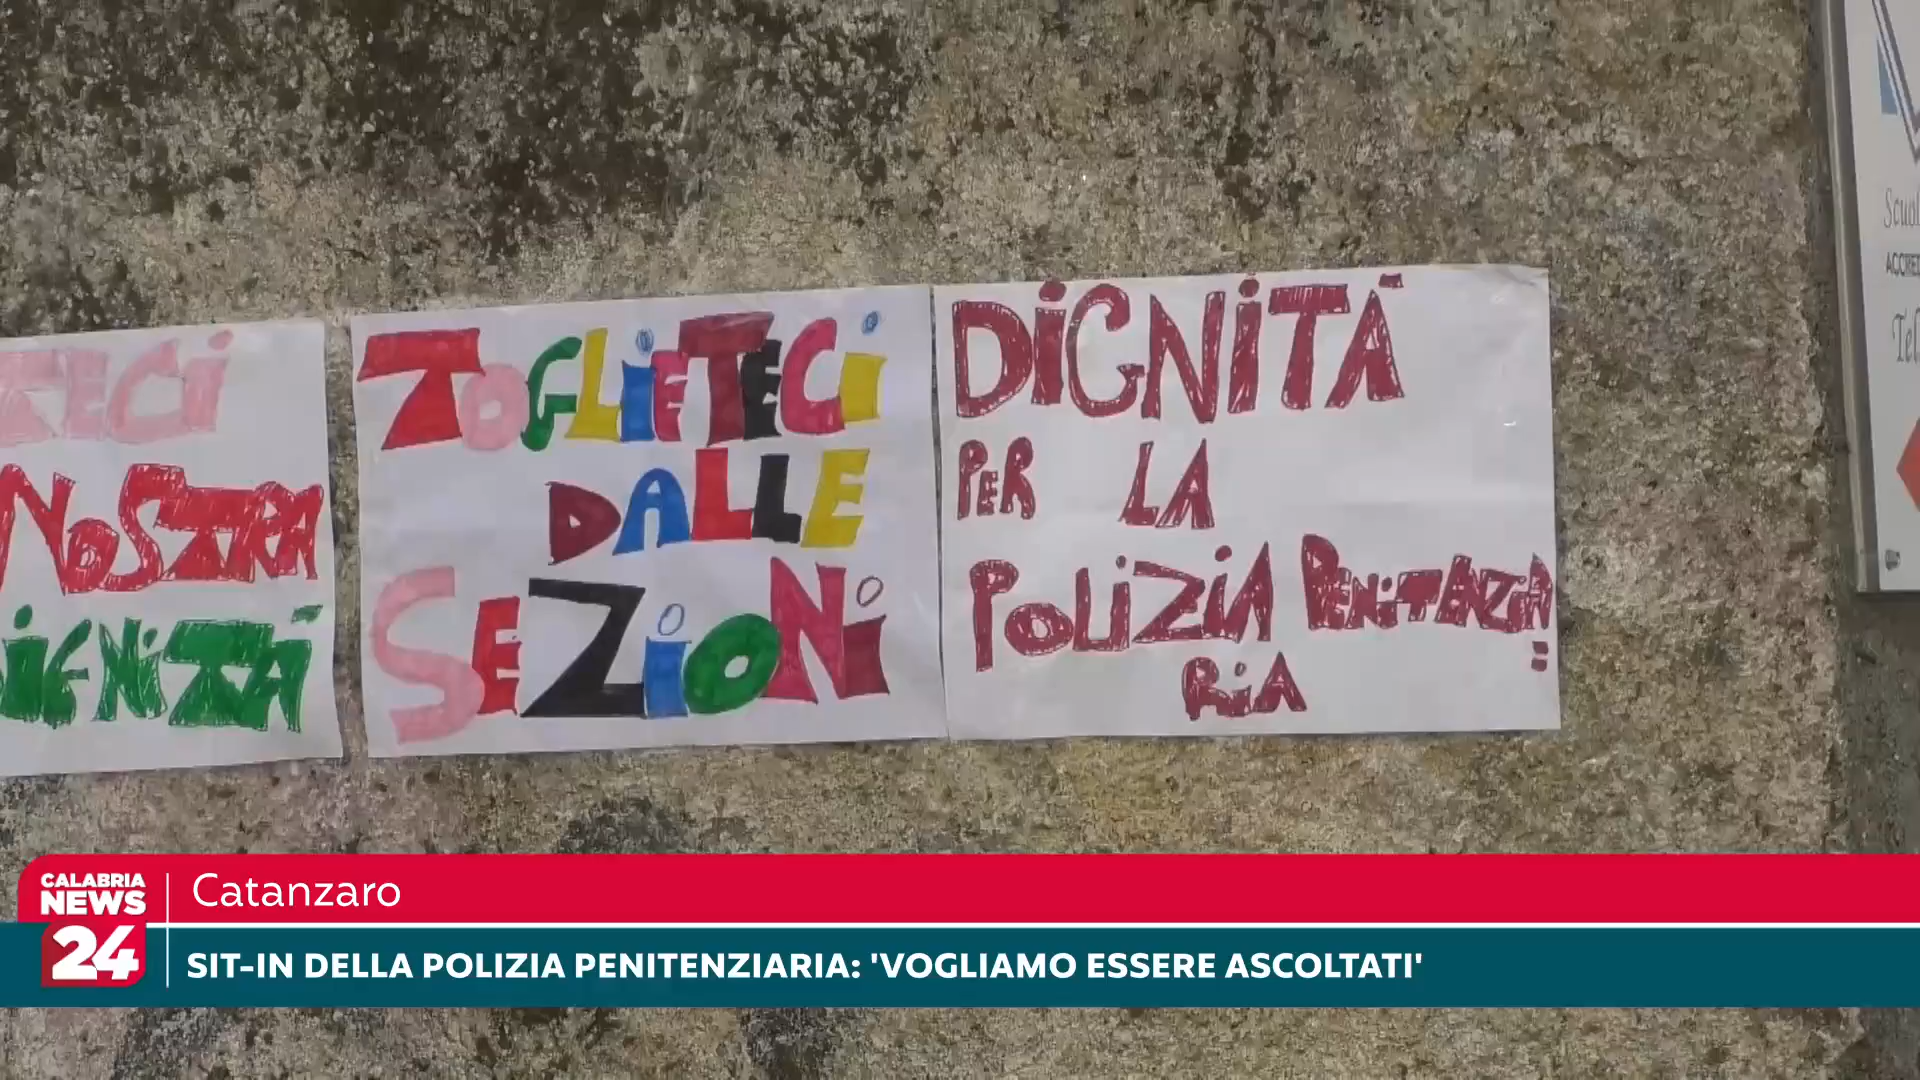 NOSTRA
TOGLIETECI
DALLE
SEZIONI
DIGNITÀ
PER LA
POLIZIA PENITENZIA=
RIA
Tel
CALABRIA
NEWS
24
Catanzaro
SIT-IN DELLA POLIZIA PENITENZIARIA: 'VOGLIAMO ESSERE ASCOLTATI'